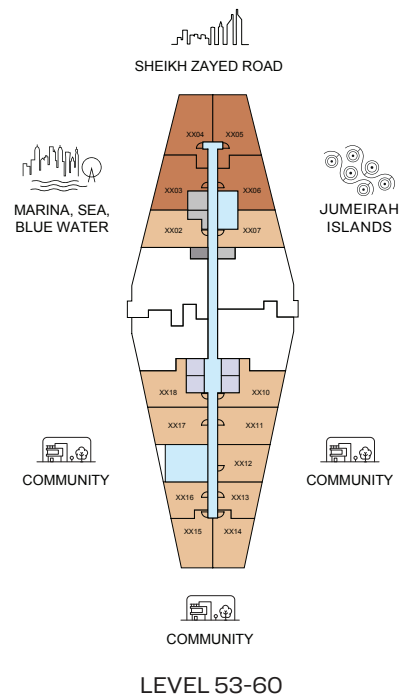 SHEIKH ZAYED ROAD
XX04
XX05
MARINA, SEA,
BLUE WATER
XX03
XX06
JUMEIRAH
ISLANDS
XX02
XX07
XX18
XX10
XX17
XX11
XX12
COMMUNITY
COMMUNITY
XX16
XX13
XX15
XX14
COMMUNITY
LEVEL 53-60